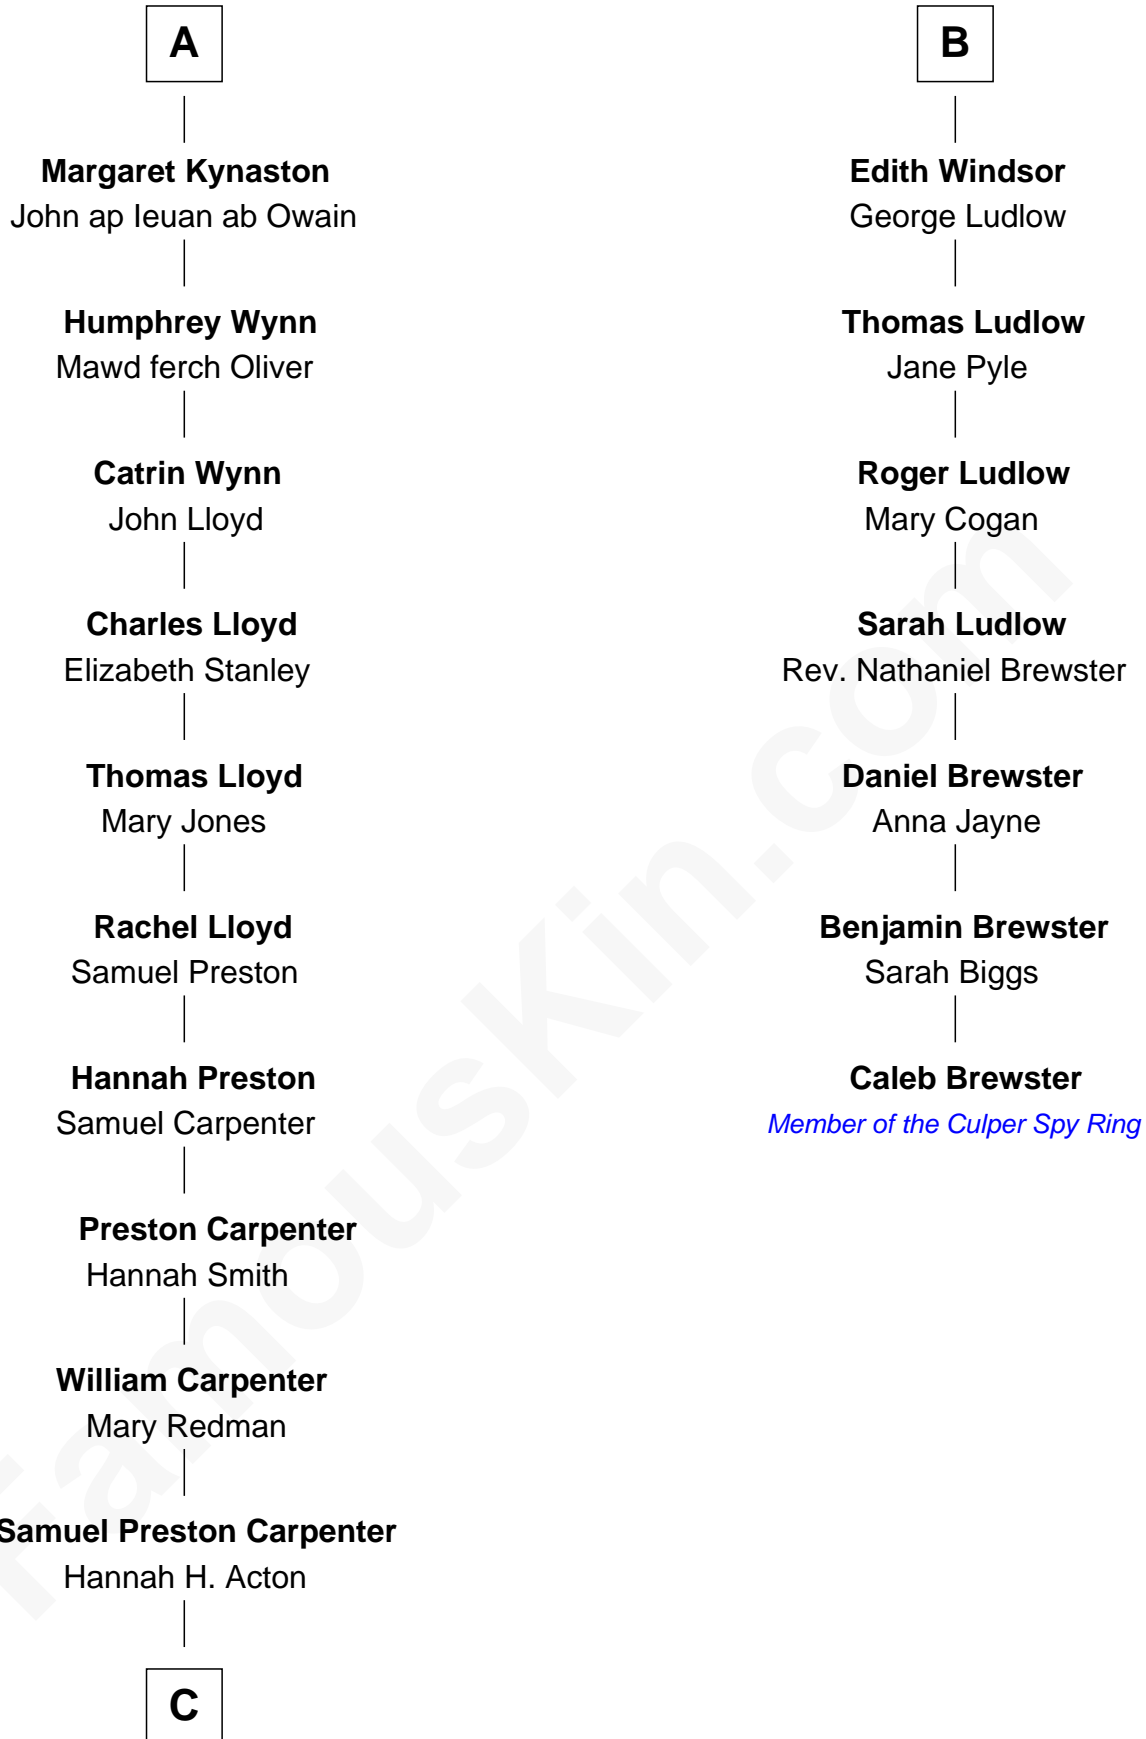 A
Margaret Kynaston
John ap Ieuan ab Owain
Humphrey Wynn
Mawd ferch Oliver
Catrin Wynn
John Lloyd
Charles Lloyd
Elizabeth Stanley
Thomas Lloyd
Mary Jones
Rachel Lloyd
Samuel Preston
Hannah Preston
Samuel Carpenter
Preston Carpenter
Hannah Smith
William Carpenter
Mary Redman
Samuel Preston Carpenter
Hannah H. Acton
C
B
Edith Windsor
George Ludlow
Thomas Ludlow
Jane Pyle
Roger Ludlow
Mary Cogan
Sarah Ludlow
Rev. Nathaniel Brewster
Daniel Brewster
Anna Jayne
Benjamin Brewster
Sarah Biggs
Caleb Brewster
Member of the Culper Spy Ring
FamousKin.com